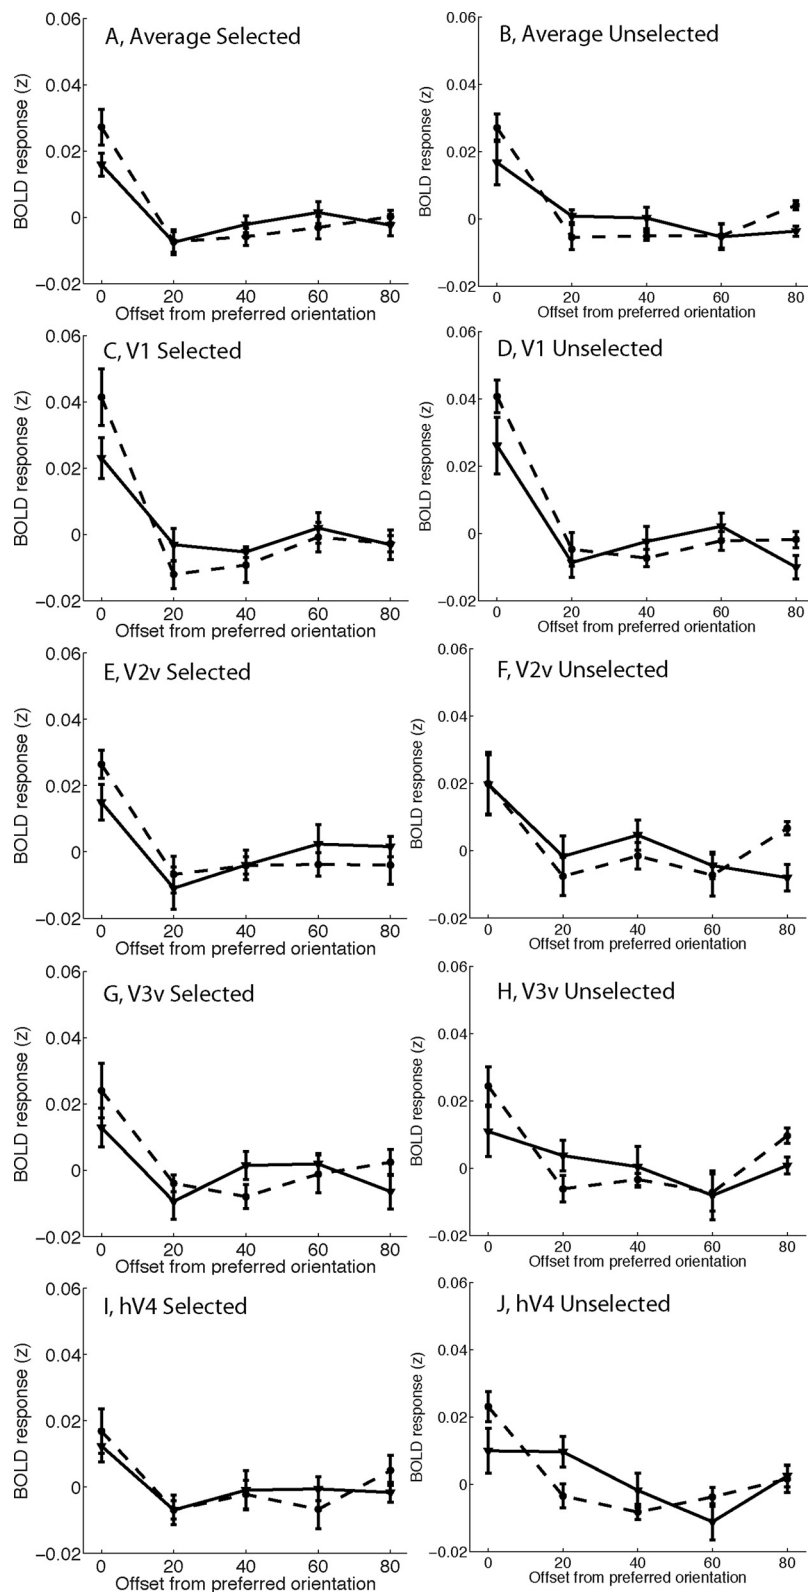 A, Average Selected
BOLD response (z)
0.06
0.04
0.02
0
−0.02
0 20 40 60 80
Offset from preferred orientation
B, Average Unselected
BOLD response (z)
0.06
0.04
0.02
0
−0.02
0 20 40 60 80
Offset from preferred orientation
C, V1 Selected
BOLD response (z)
0.06
0.04
0.02
0
−0.02
0 20 40 60 80
Offset from preferred orientation
D, V1 Unselected
BOLD response (z)
0.06
0.04
0.02
0
−0.02
0 20 40 60 80
Offset from preferred orientation
E, V2v Selected
BOLD response (z)
0.06
0.04
0.02
0
−0.02
0 20 40 60 80
Offset from preferred orientation
F, V2v Unselected
BOLD response (z)
0.06
0.04
0.02
0
−0.02
0 20 40 60 80
Offset from preferred orientation
G, V3v Selected
BOLD response (z)
0.06
0.04
0.02
0
−0.02
0 20 40 60 80
Offset from preferred orientation
H, V3v Unselected
BOLD response (z)
0.06
0.04
0.02
0
−0.02
0 20 40 60 80
Offset from preferred orientation
I, hV4 Selected
BOLD response (z)
0.06
0.04
0.02
0
−0.02
0 20 40 60 80
Offset from preferred orientation
J, hV4 Unselected
BOLD response (z)
0.06
0.04
0.02
0
−0.02
0 20 40 60 80
Offset from preferred orientation